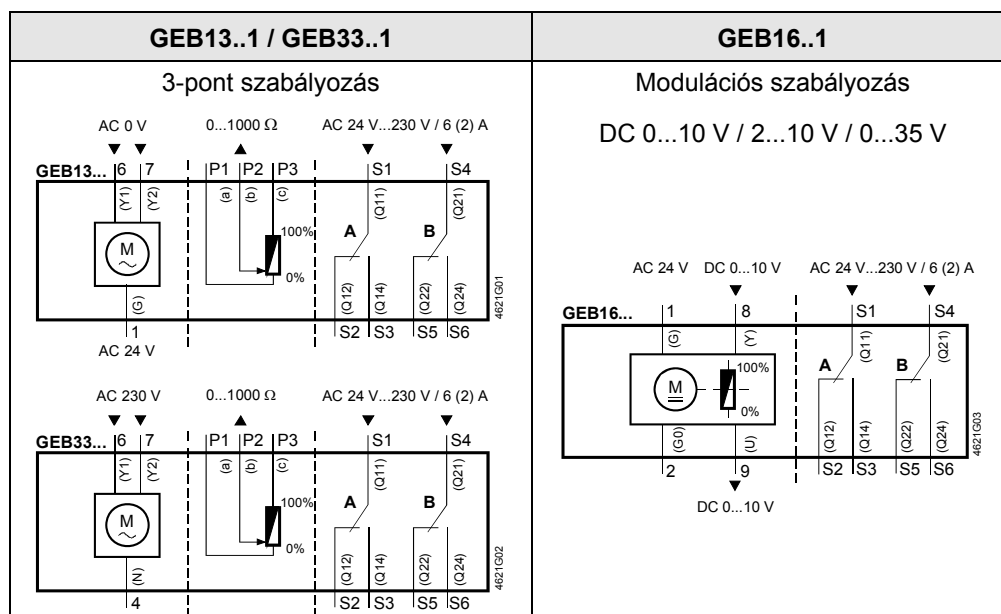 GEB13..1 / GEB33..1
3-pont szabályozás
AC 0 V 0...1000 Ω AC 24 V...230 V / 6 (2) A
GEB13... 6 7 P1 P2 P3 S1 S4
(Y1) (Y2) (a) (b) (c) (Q11) (Q21)
M 100% A B
0%
(G) (Q12) (Q14) (Q22) (Q24)
1 S2 S3 S5 S6
AC 24 V
4621G01
AC 230 V 0...1000 Ω AC 24 V...230 V / 6 (2) A
GEB33... 6 7 P1 P2 P3 S1 S4
(Y1) (Y2) (a) (b) (c) (Q11) (Q21)
M 100% A B
0%
(N) (Q12) (Q14) (Q22) (Q24)
4 S2 S3 S5 S6
4621G02
GEB16..1
Modulációs szabályozás
DC 0...10 V / 2...10 V / 0...35 V
AC 24 V DC 0...10 V AC 24 V...230 V / 6 (2) A
GEB16... 1 8 S1 S4
(G) (Y) (Q11) (Q21)
M 100% A B
0%
(G0) (U) (Q12) (Q14) (Q22) (Q24)
2 9 S2 S3 S5 S6
DC 0...10 V
4621G03